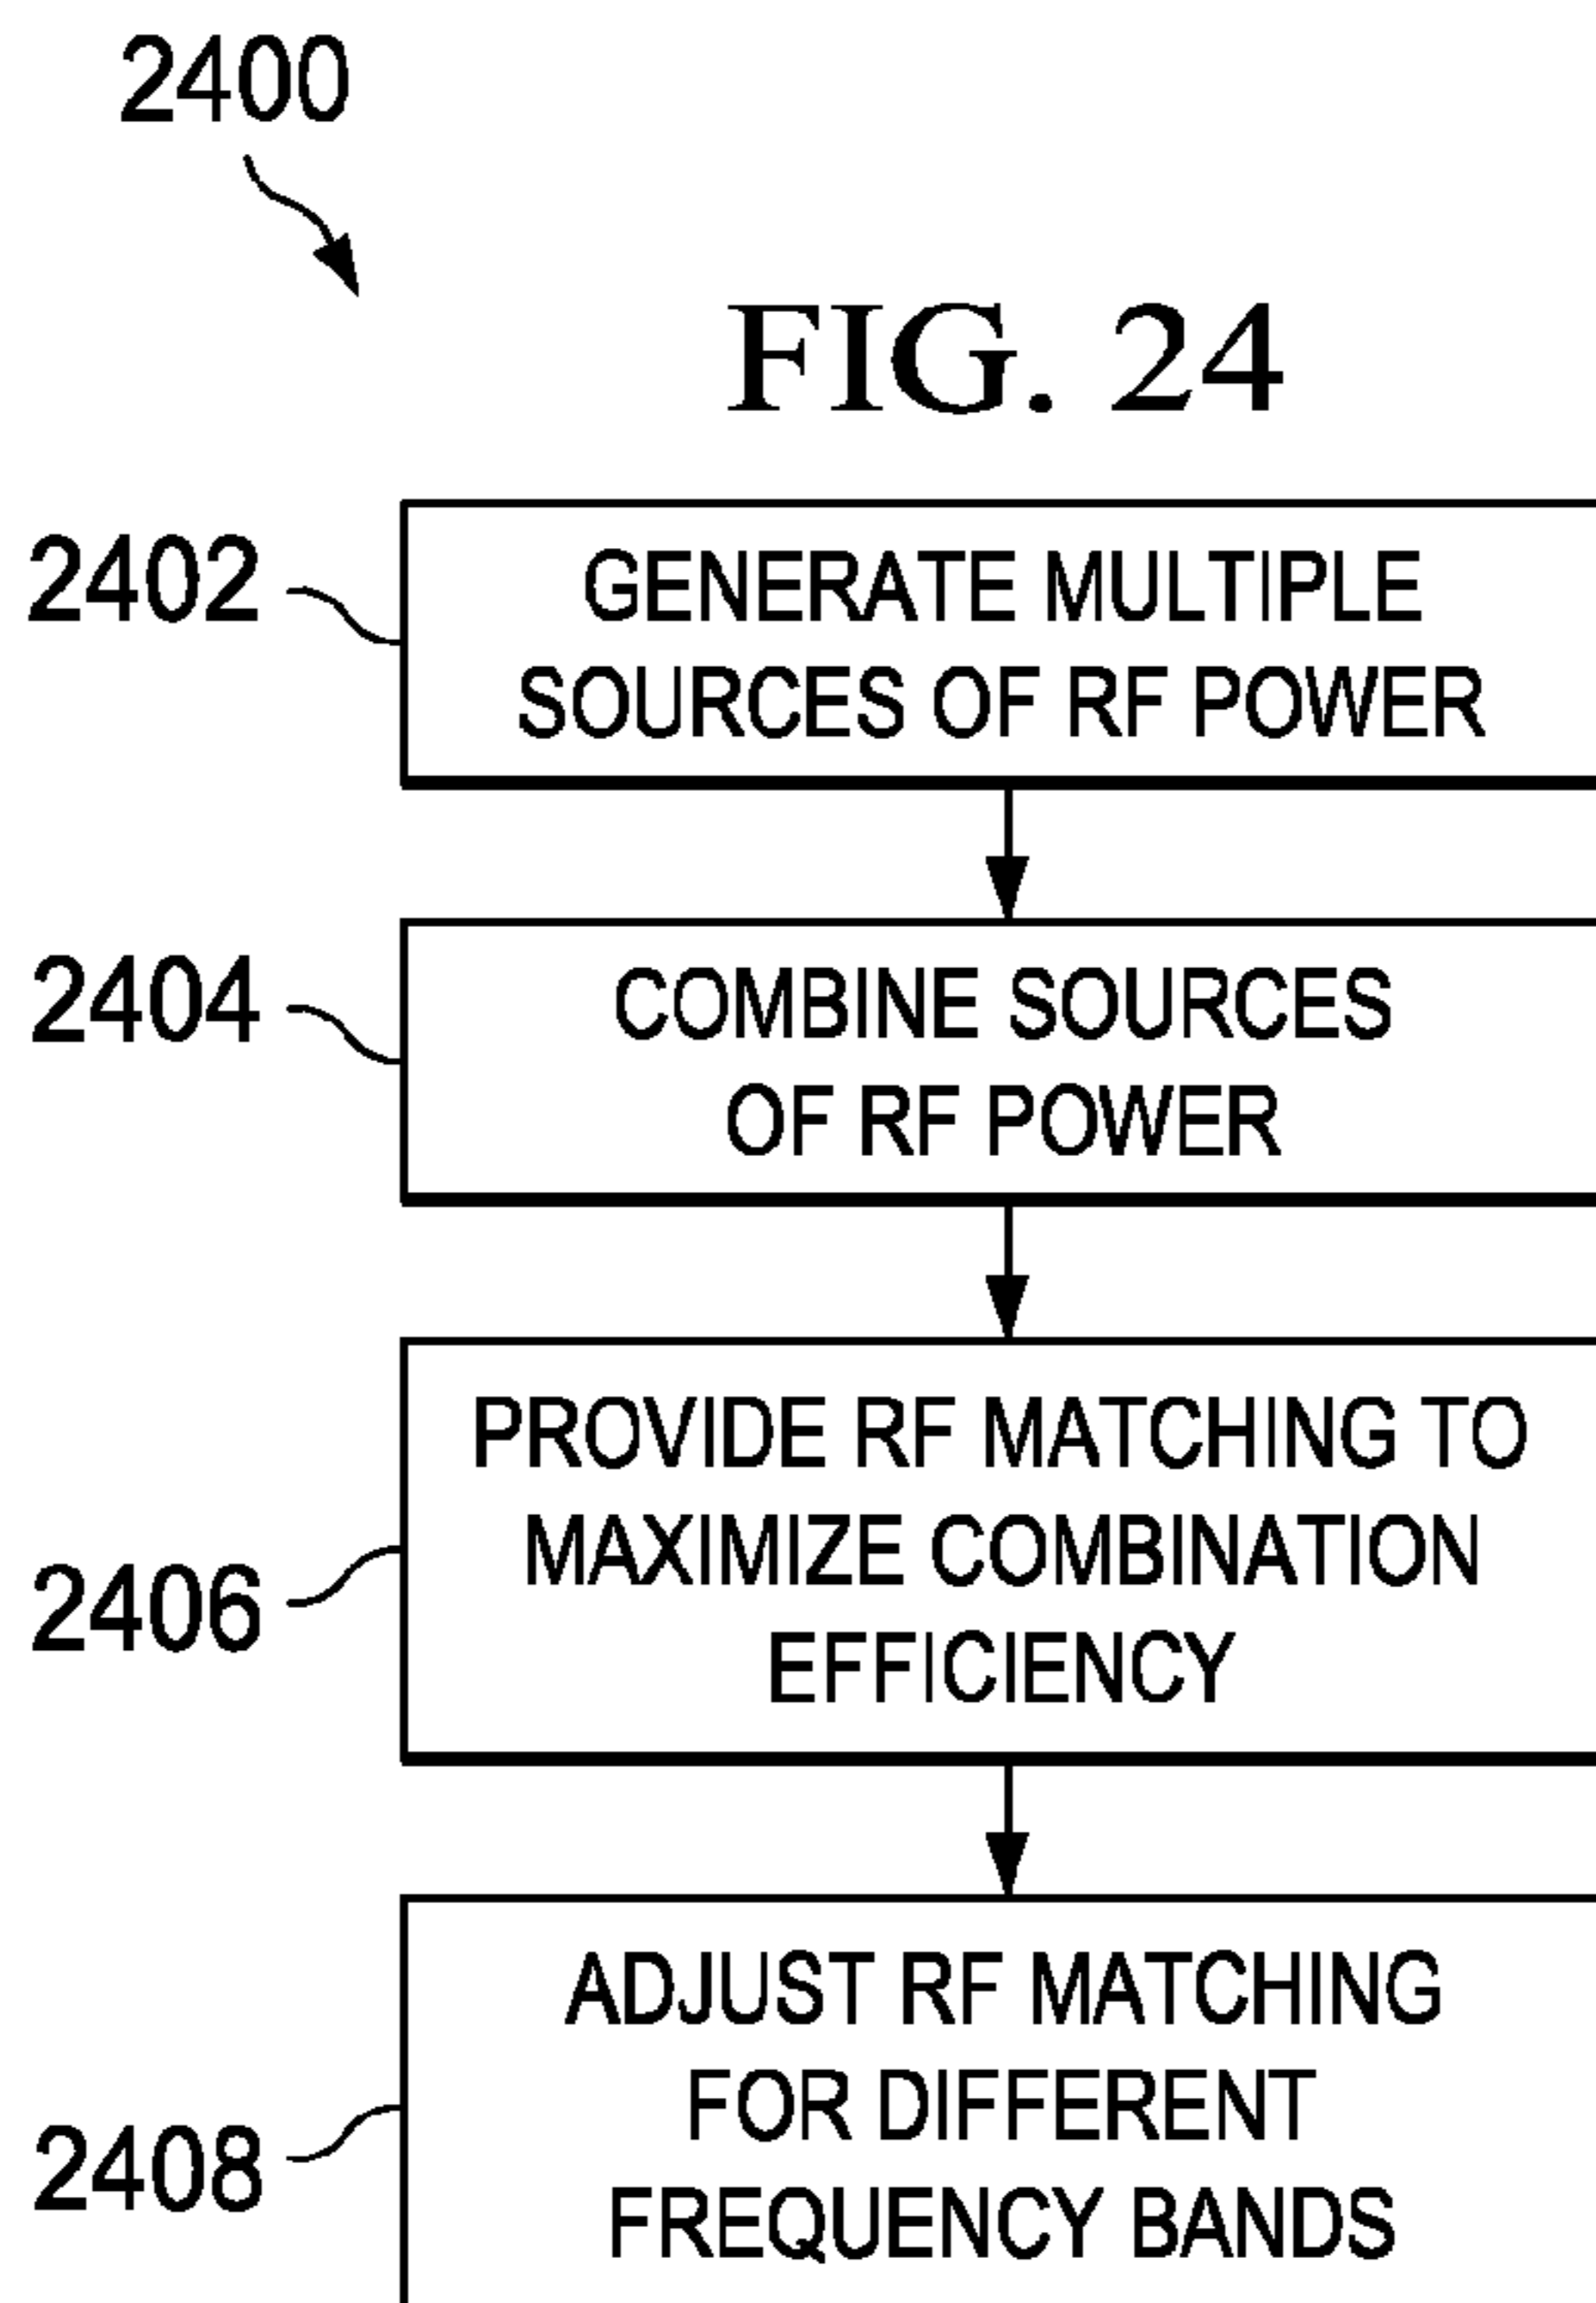 2400
FIG. 24
2402
GENERATE MULTIPLE
SOURCES OF RF POWER
2404
COMBINE SOURCES
OF RF POWER
2406
PROVIDE RF MATCHING TO
MAXIMIZE COMBINATION
EFFICIENCY
2408
ADJUST RF MATCHING
FOR DIFFERENT
FREQUENCY BANDS